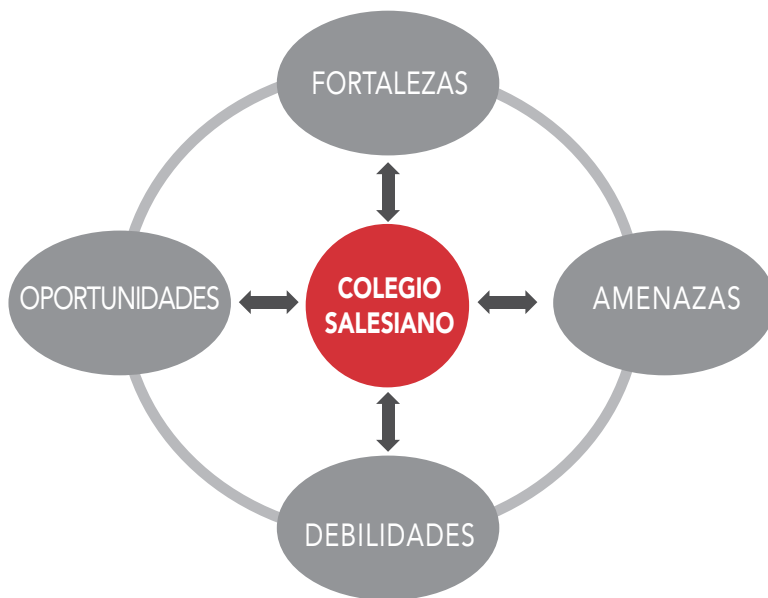 FORTALEZAS
OPORTUNIDADES
COLEGIO
SALESIANO
AMENAZAS
DEBILIDADES